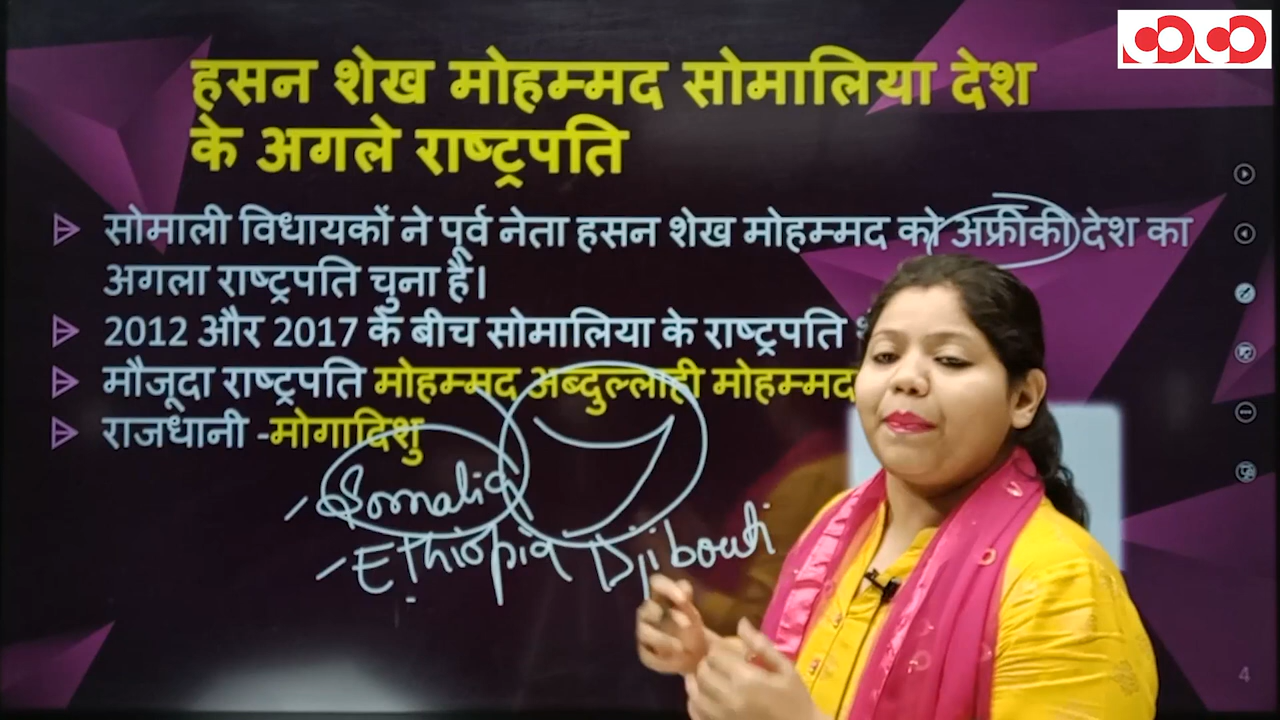 हसन शेख मोहम्मद सोमालिया देश
के अगले राष्ट्रपति
सोमाली विधायकों ने पूर्व नेता हसन शेख मोहम्मद को अफ्रीकी देश का
अगला राष्ट्रपति चुना है।
2012 और 2017 के बीच सोमालिया के राष्ट्रपति
मौजूदा राष्ट्रपति मोहम्मद अब्दुल्लाही मोहम्मद
राजधानी -मोगादिशु
Somalia
Ethiopia Djibouti
4